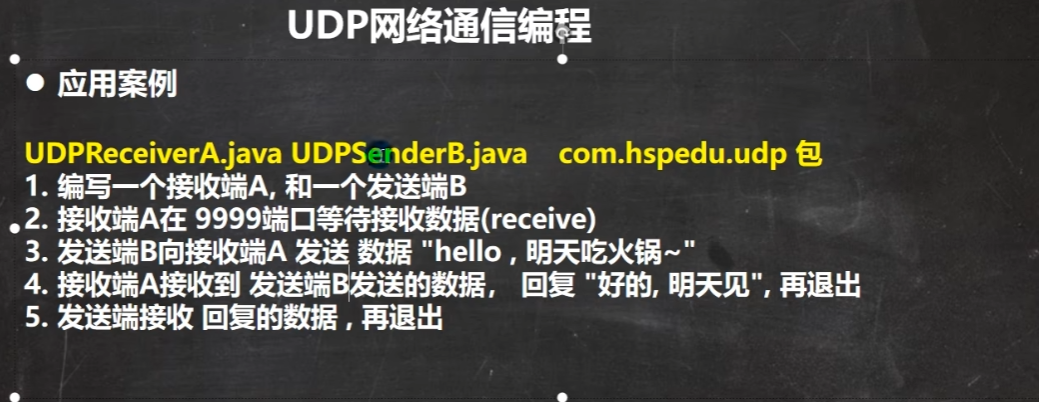 UDP网络通信编程
● 应用案例
UDPReceiverA.java UDPSenderB.java com.hspedu.udp 包
1. 编写一个接收端A, 和一个发送端B
2. 接收端A在 9999端口等待接收数据(receive)
3. 发送端B向接收端A 发送 数据 "hello , 明天吃火锅~"
4. 接收端A接收到 发送端B发送的数据， 回复 "好的, 明天见", 再退出
5. 发送端接收 回复的数据 , 再退出